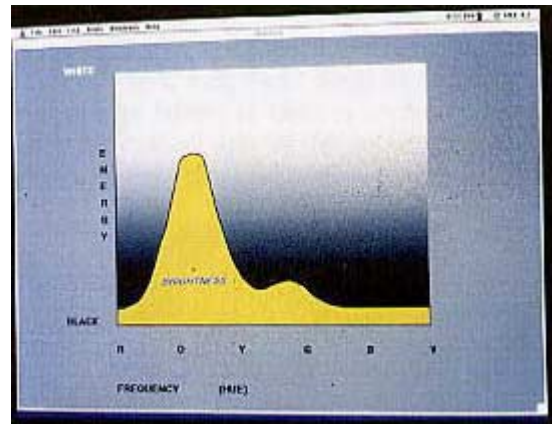 WHITE
E
N
E
R
G
Y
BRIGHTNESS
BLACK
R O Y G B V
FREQUENCY (HUE)